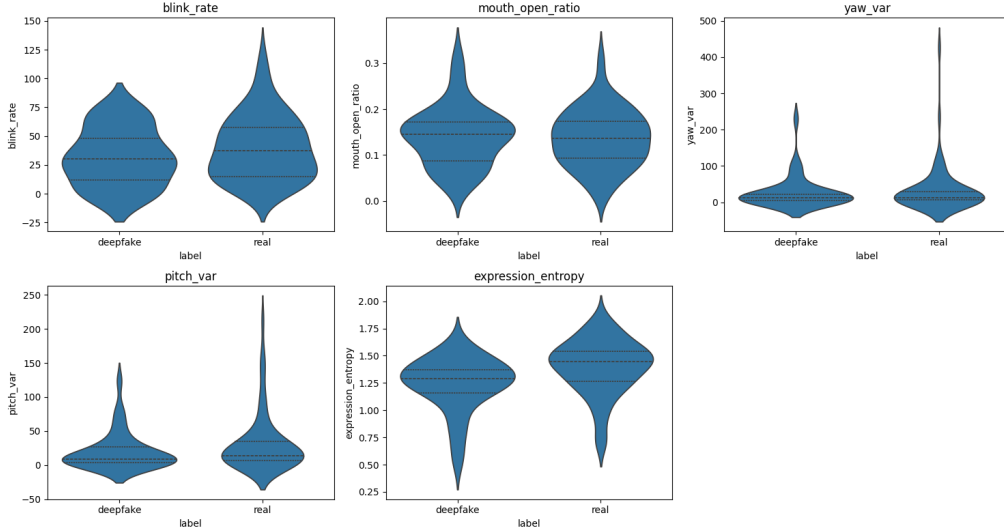 blink_rate
mouth_open_ratio
yaw_var
150
125
100
75
50
25
0
−25
blink_rate
deepfake
real
label
0.3
0.2
0.1
0.0
mouth_open_ratio
deepfake
real
label
500
400
300
200
100
0
yaw_var
deepfake
real
label
pitch_var
expression_entropy
250
200
150
100
50
0
−50
pitch_var
deepfake
real
label
2.00
1.75
1.50
1.25
1.00
0.75
0.50
0.25
expression_entropy
deepfake
real
label